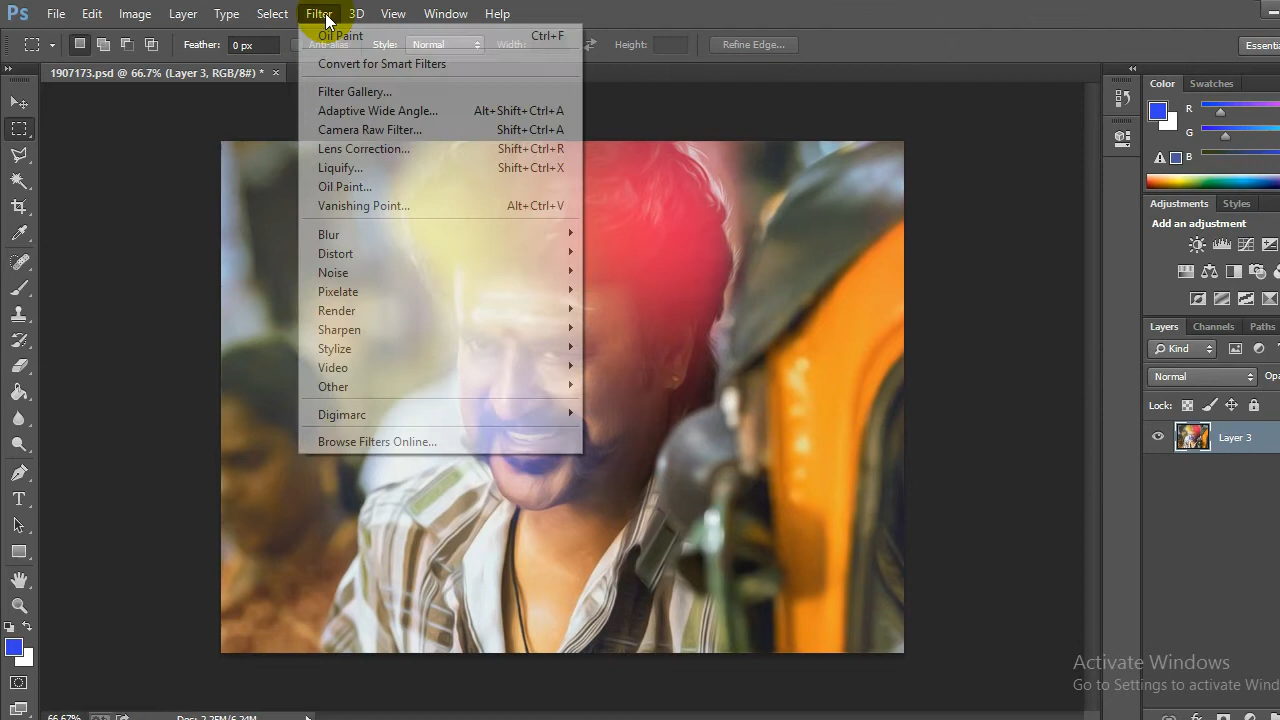 Ps File Edit Image Layer Type Select Filter 3D View Window Help
Feather: 0 px Anti-alias Style: Normal Width: Height: Refine Edge...
1907173.psd @ 66.7% (Layer 3, RGB/8#) * ×
Oil Paint Ctrl+F
Convert for Smart Filters
Filter Gallery...
Adaptive Wide Angle... Alt+Shift+Ctrl+A
Camera Raw Filter... Shift+Ctrl+A
Lens Correction... Shift+Ctrl+R
Liquify... Shift+Ctrl+X
Oil Paint...
Vanishing Point... Alt+Ctrl+V
Blur
Distort
Noise
Pixelate
Render
Sharpen
Stylize
Video
Other
Digimarc
Browse Filters Online...
Color Swatches
R
G
B
Adjustments Styles
Add an adjustment
Layers Channels Paths
Kind
Normal
Lock:
Layer 3
Activate Windows
Go to Settings to activate Wind
66.67%